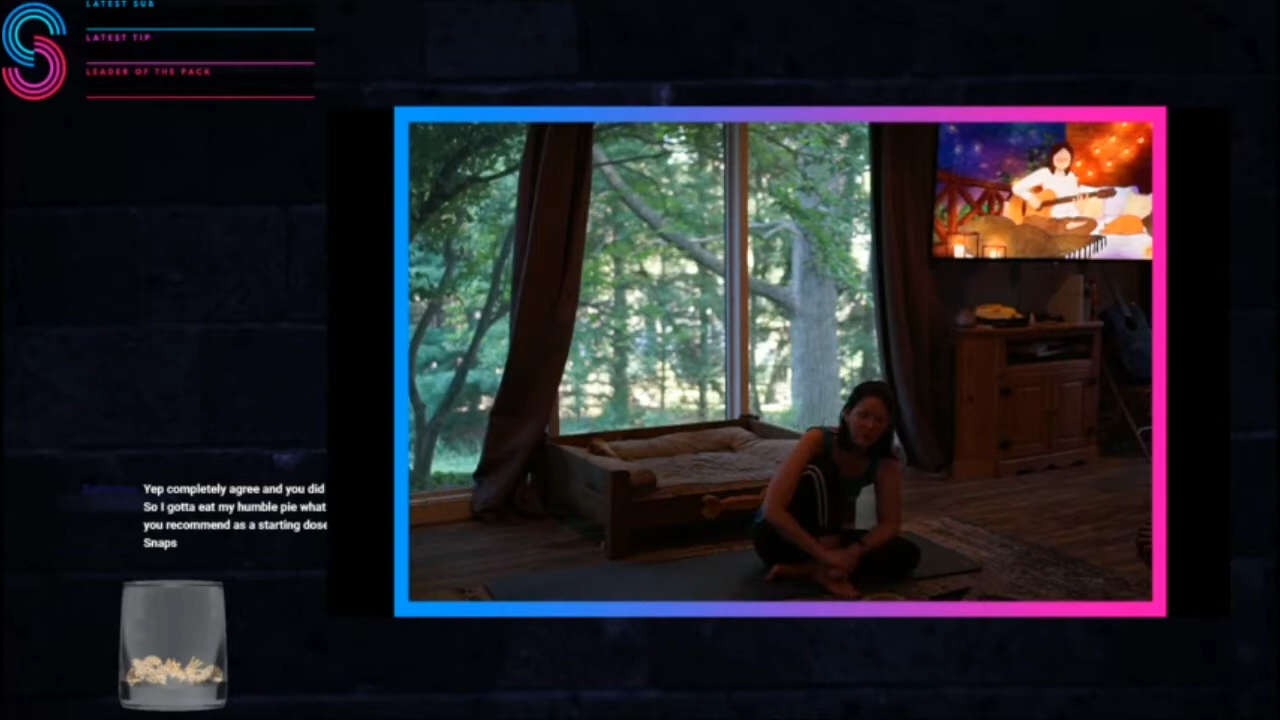 LATEST SUB
LATEST TIP
LEADER OF THE PACK
Yep completely agree and you did
So I gotta eat my humble pie what
you recommend as a starting dose
Snaps